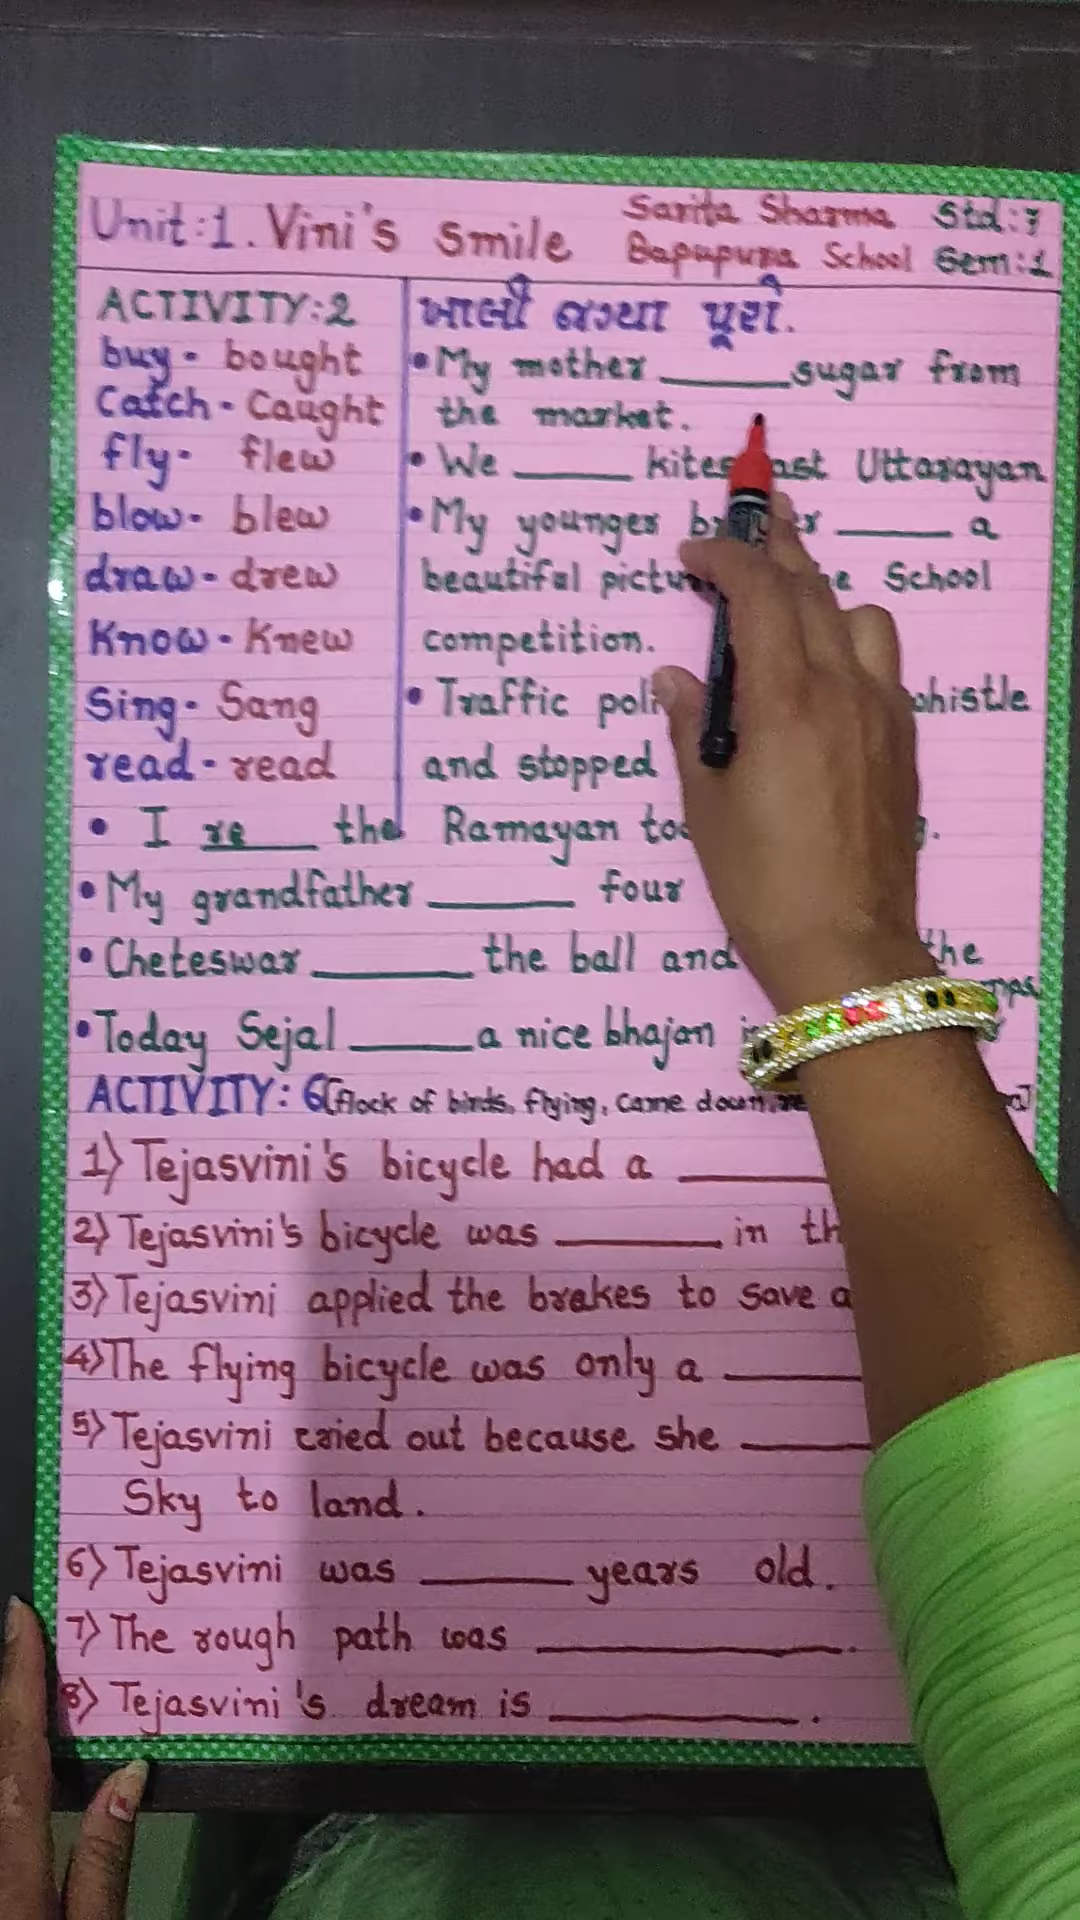 Unit:1. Vini's Smile
Sarita Sharma Std:7
Bapupura School Sem:1
ACTIVITY:2
buy - bought
Catch - Caught
fly - flew
blow - blew
draw - drew
Know - Knew
Sing - Sang
read - read
ખાલી જગ્યા પૂરો.
• My mother ______ sugar from
the market.
• We ______ kites last Uttarayan
• My younger ______ a
beautiful School
competition.
• Traffic whistle
and stopped
• I re___ the Ramayan
• My grandfather ______ four
• Cheteswar ______ the ball and the
• Today Sejal ______ a nice bhajan
ACTIVITY: 6 [flock of birds, flying, came down,
1) Tejasvini's bicycle had a ______
2) Tejasvini's bicycle was ______ in
3) Tejasvini applied the brakes to save a
4) The flying bicycle was only a ______
5) Tejasvini cried out because she ______
Sky to land.
6) Tejasvini was ______ years old.
7) The rough path was ______.
8) Tejasvini's dream is ______.